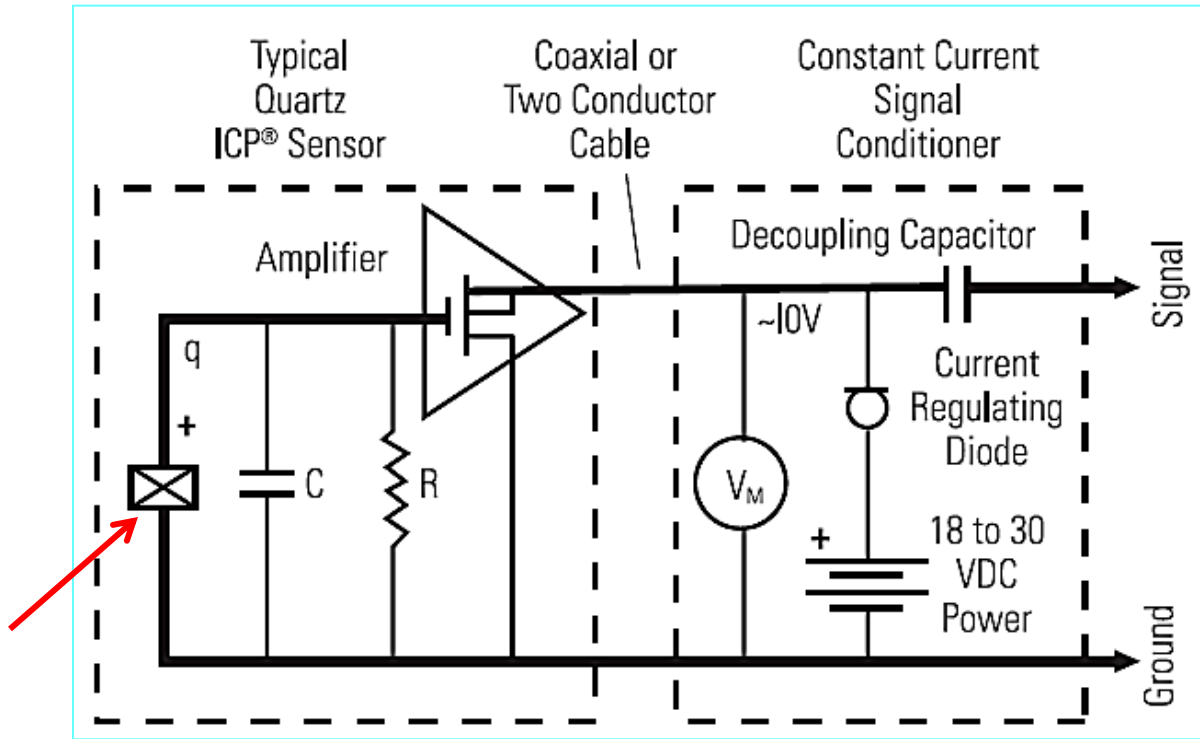 Typical
Quartz
ICP® Sensor
Coaxial or
Two Conductor
Cable
Constant Current
Signal
Conditioner
Amplifier
Decoupling Capacitor
Signal
~10V
q
+
C
R
V_M
Current
Regulating
Diode
+
18 to 30
VDC
Power
Ground